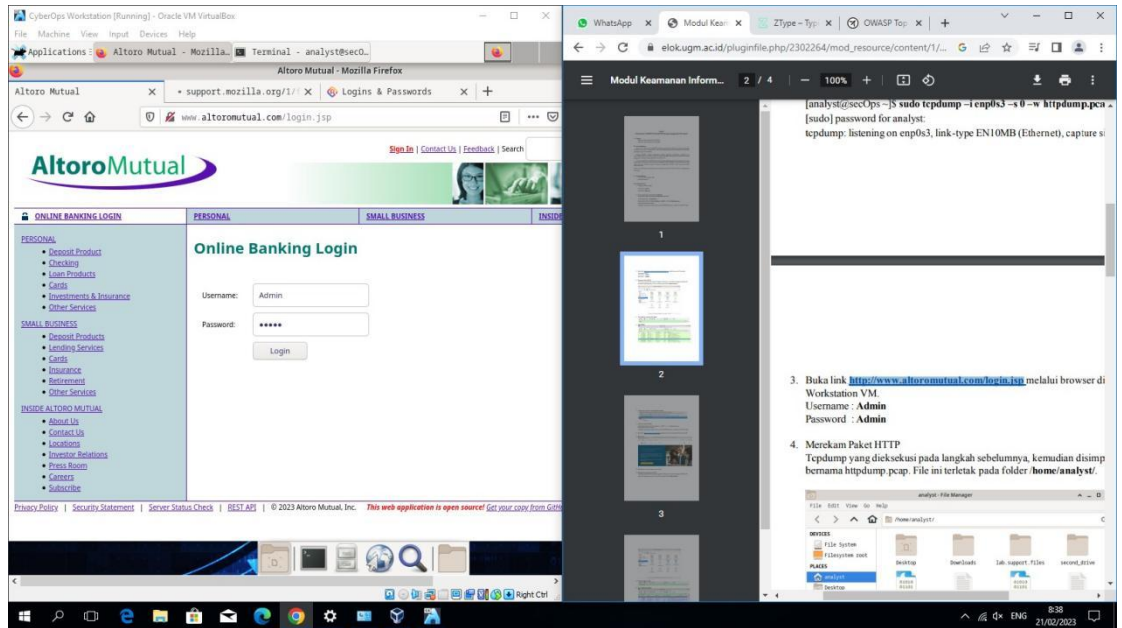 CyberOps Workstation [Running] - Oracle VM VirtualBox
File Machine View Input Devices Help
Applications
Altoro Mutual - Mozilla...
Terminal - analyst@secO...
Altoro Mutual - Mozilla Firefox
Altoro Mutual
support.mozilla.org/1/
Logins & Passwords
www.altoromutual.com/login.jsp
Sign In | Contact Us | Feedback | Search
AltoroMutual
ONLINE BANKING LOGIN
PERSONAL
SMALL BUSINESS
INSIDE
PERSONAL
Deposit Product
Checking
Loan Products
Cards
Investments & Insurance
Other Services
SMALL BUSINESS
Deposit Products
Lending Services
Cards
Insurance
Retirement
Other Services
INSIDE ALTORO MUTUAL
About Us
Contact Us
Locations
Investor Relations
Press Room
Careers
Subscribe
Online Banking Login
Username: Admin
Password: •••••
Login
Privacy Policy | Security Statement | Server Status Check | REST API | © 2023 Altoro Mutual, Inc. This web application is open source! Get your copy from GitH
Right Ctrl
WhatsApp
Modul Kean
ZType – Typ
OWASP Top
elok.ugm.ac.id/pluginfile.php/2302264/mod_resource/content/1/...
Modul Keamanan Inform...
2 / 4
100%
1
2
3
[analyst@secOps ~]$ sudo tcpdump –i enp0s3 –s 0 –w httpdump.pca
[sudo] password for analyst:
tcpdump: listening on enp0s3, link-type EN10MB (Ethernet), capture si
3. Buka link http://www.altoromutual.com/login.jsp melalui browser di
Workstation VM.
Username : Admin
Password : Admin
4. Merekam Paket HTTP
Tcpdump yang dieksekusi pada langkah sebelumnya, kemudian disimp
bernama httpdump.pcap. File ini terletak pada folder /home/analyst/.
analyst - File Manager
File Edit View Go Help
/home/analyst/
DEVICES
File System
Filesystem root
PLACES
analyst
Desktop
Desktop
Downloads
lab.support.files
second_drive
ENG
8:38
21/02/2023